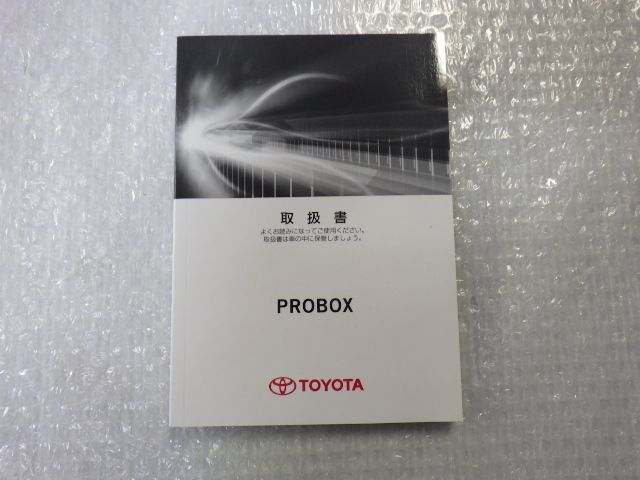 取扱書
よくお読みになってご使用ください。
取扱書は車の中に保管しましょう。
PROBOX
TOYOTA